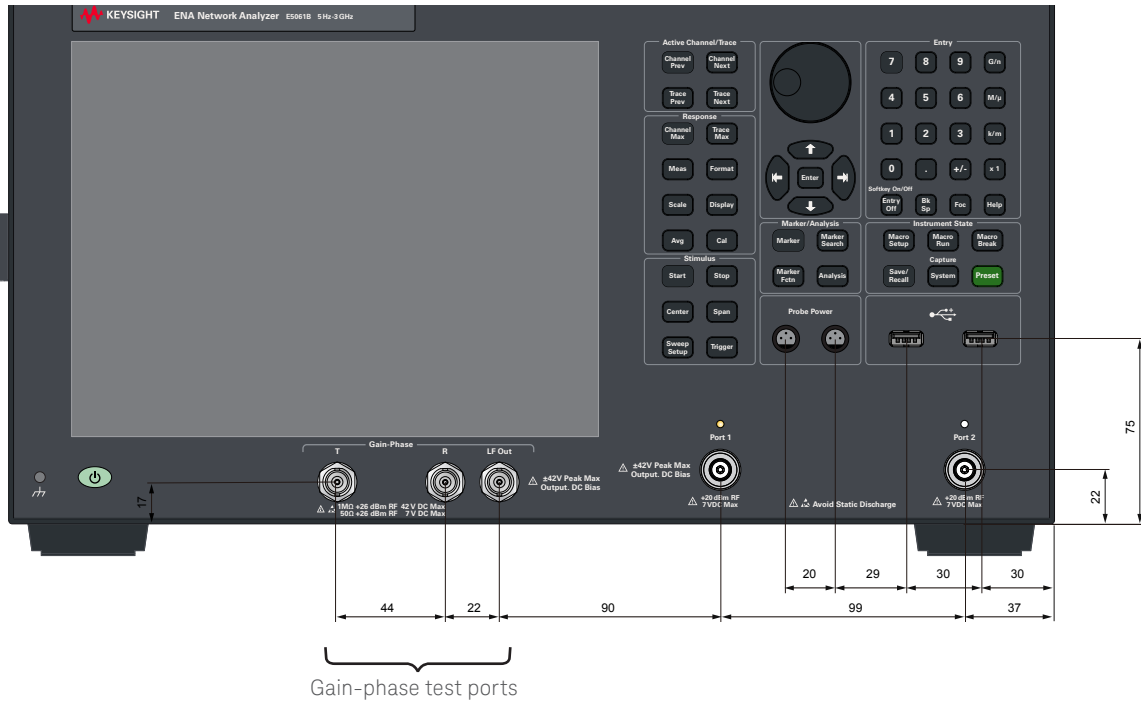 KEYSIGHT ENA Network Analyzer E5061B 5 Hz-3 GHz
Active Channel/Trace
Channel Prev
Channel Next
Trace Prev
Trace Next
Response
Channel Max
Trace Max
Meas
Format
Scale
Display
Avg
Cal
Stimulus
Start
Stop
Center
Span
Sweep Setup
Trigger
Enter
Marker/Analysis
Marker
Marker Search
Marker Fctn
Analysis
Probe Power
Entry
7 8 9 G/n
4 5 6 M/µ
1 2 3 k/m
0 . +/- x 1
Softkey On/Off
Entry Off
Bk Sp
Foc
Help
Instrument State
Macro Setup
Macro Run
Macro Break
Capture
Save/ Recall
System
Preset
Gain-Phase
T R LF Out
±42V Peak Max
Output. DC Bias
1MΩ +26 dBm RF 42 V DC Max
50Ω +26 dBm RF 7 V DC Max
Port 1
±42V Peak Max
Output. DC Bias
+20 dBm RF
7VDC Max
Avoid Static Discharge
Port 2
+20 dBm RF
7VDC Max
17
75
22
20 29 30 30
44 22 90 99 37
Gain-phase test ports